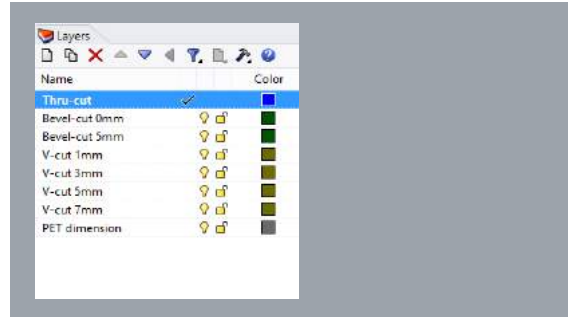 Layers
Name Color
Thru-cut
Bevel-cut 0mm
Bevel-cut 5mm
V-cut 1mm
V-cut 3mm
V-cut 5mm
V-cut 7mm
PET dimension